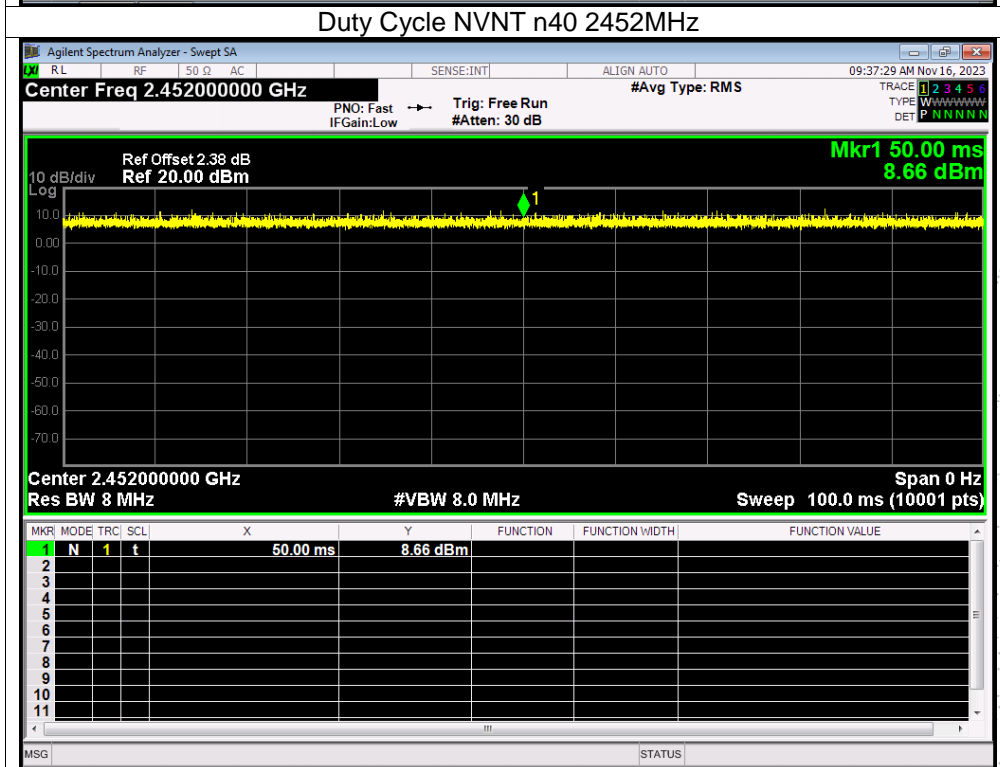 Duty Cycle NVNT n40 2452MHz
Agilent Spectrum Analyzer - Swept SA
LXI RL RF 50 Ω AC SENSE:INT ALIGN AUTO 09:37:29 AM Nov 16, 2023
Center Freq 2.452000000 GHz #Avg Type: RMS TRACE 1 2 3 4 5 6
PNO: Fast Trig: Free Run TYPE W
IFGain:Low #Atten: 30 dB DET P N N N N N
Mkr1 50.00 ms
Ref Offset 2.38 dB
10 dB/div Ref 20.00 dBm 8.66 dBm
Log
1
10.0
0.00
-10.0
-20.0
-30.0
-40.0
-50.0
-60.0
-70.0
Center 2.452000000 GHz Span 0 Hz
Res BW 8 MHz #VBW 8.0 MHz Sweep 100.0 ms (10001 pts)
MKR MODE TRC SCL X Y FUNCTION FUNCTION WIDTH FUNCTION VALUE
1 N 1 t 50.00 ms 8.66 dBm
2
3
4
5
6
7
8
9
10
11
MSG STATUS